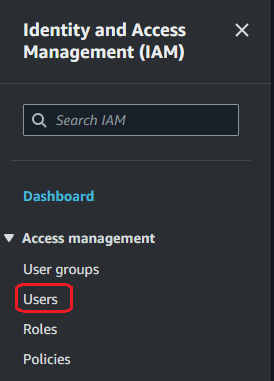 Identity and Access
Management (IAM)
Search IAM
Dashboard
Access management
User groups
Users
Roles
Policies